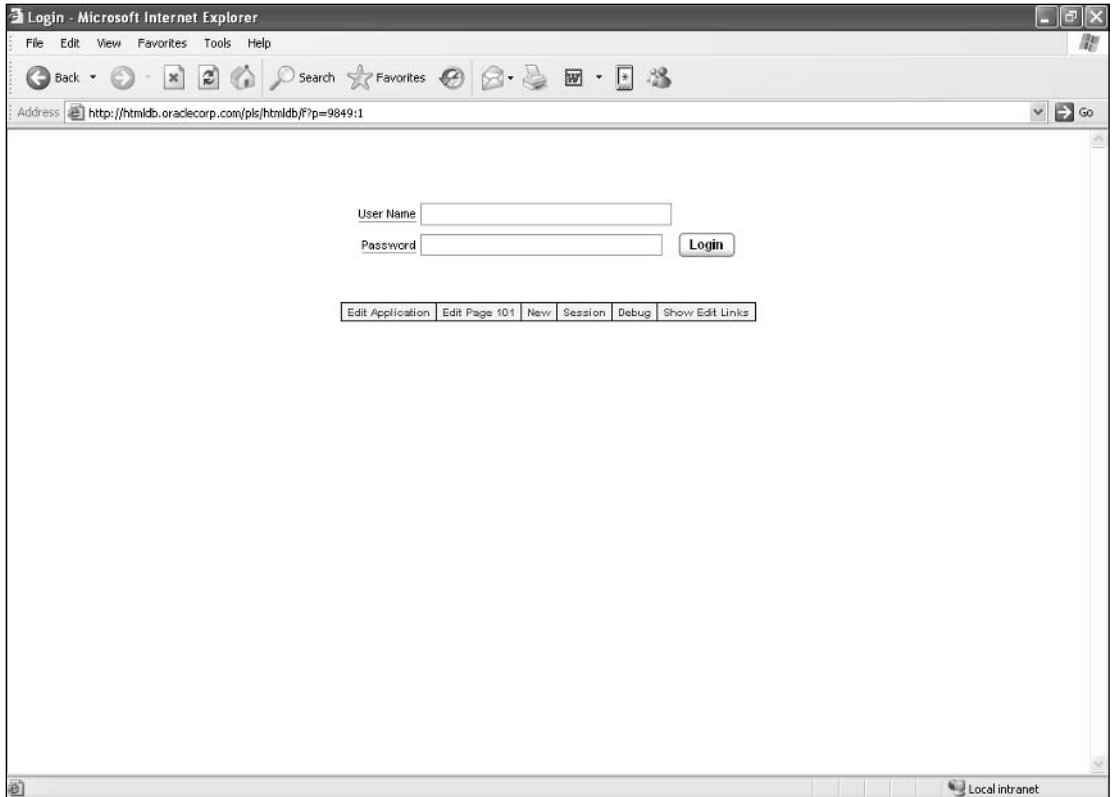 Login - Microsoft Internet Explorer
File Edit View Favorites Tools Help
Back Search Favorites
Address http://htmldb.oraclecorp.com/pls/htmldb/f?p=9849:1 Go
User Name
Password Login
Edit Application Edit Page 101 New Session Debug Show Edit Links
Local intranet